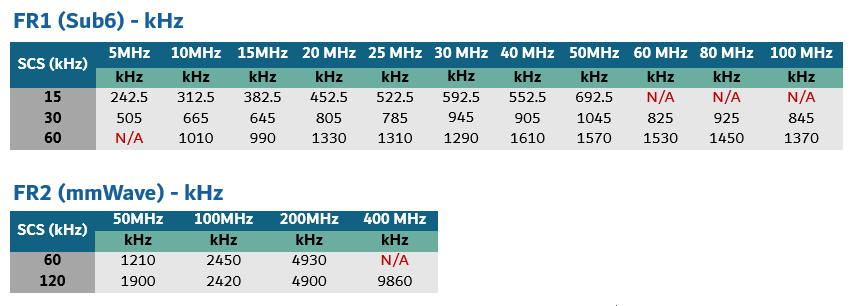 FR1 (Sub6) - kHz
SCS (kHz) 5MHz 10MHz 15MHz 20 MHz 25 MHz 30 MHz 40 MHz 50MHz 60 MHz 80 MHz 100 MHz
kHz kHz kHz kHz kHz kHz kHz kHz kHz kHz kHz
15 242.5 312.5 382.5 452.5 522.5 592.5 552.5 692.5 N/A N/A N/A
30 505 665 645 805 785 945 905 1045 825 925 845
60 N/A 1010 990 1330 1310 1290 1610 1570 1530 1450 1370
FR2 (mmWave) - kHz
SCS (kHz) 50MHz 100MHz 200MHz 400 MHz
kHz kHz kHz kHz
60 1210 2450 4930 N/A
120 1900 2420 4900 9860